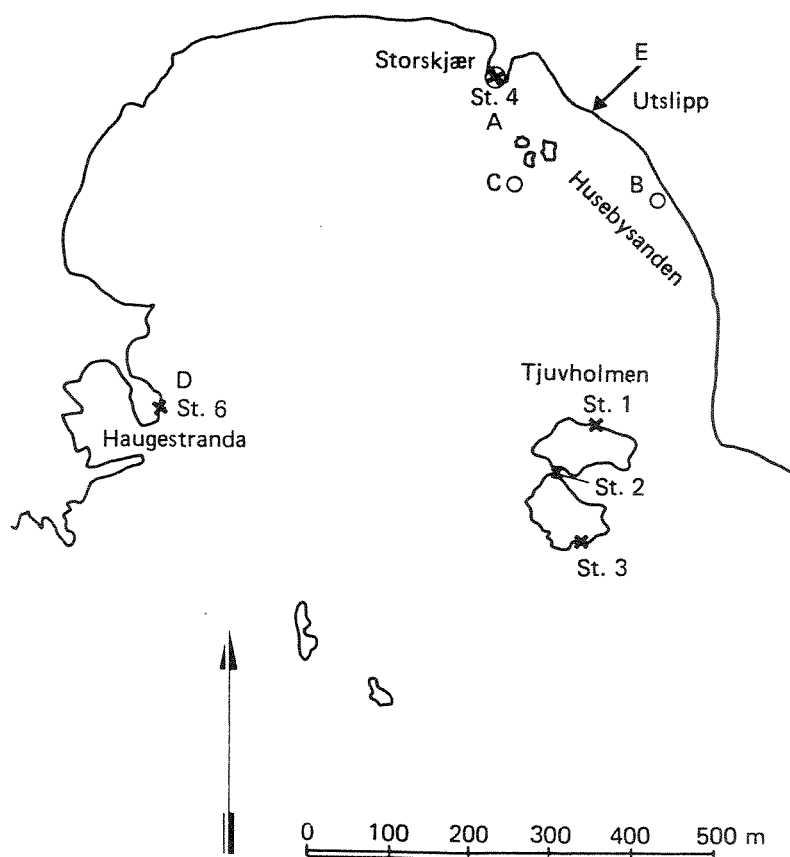 Storskjær
E
St. 4
Utslipp
A
C
B
Husebysanden
D
Tjuvholmen
St. 6
St. 1
Haugestranda
St. 2
St. 3
0 100 200 300 400 500 m